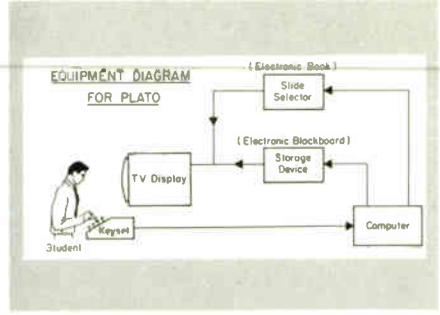 EQUIPMENT DIAGRAM
FOR PLATO
(Electronic Book)
Slide
Selector
(Electronic Blackboard)
Storage
Device
TV Display
Computer
Keyset
Student